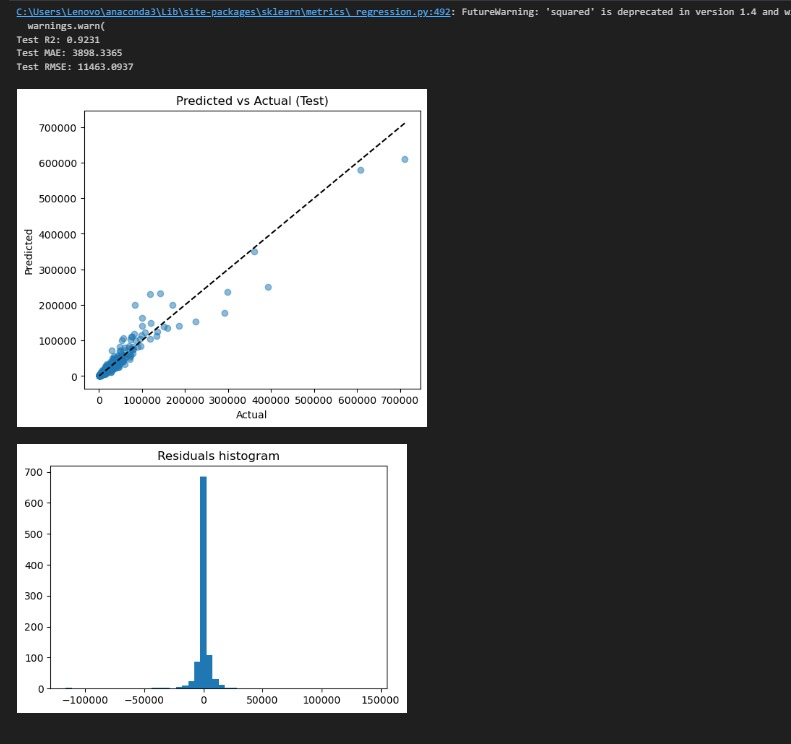 C:\Users\Lenovo\anaconda3\Lib\site-packages\sklearn\metrics\_regression.py:492: FutureWarning: 'squared' is deprecated in version 1.4 and w
warnings.warn(
Test R2: 0.9231
Test MAE: 3898.3365
Test RMSE: 11463.0937
Predicted vs Actual (Test)
700000
600000
500000
400000
300000
200000
100000
0
Predicted
0 100000 200000 300000 400000 500000 600000 700000
Actual
Residuals histogram
700
600
500
400
300
200
100
0
−100000 −50000 0 50000 100000 150000